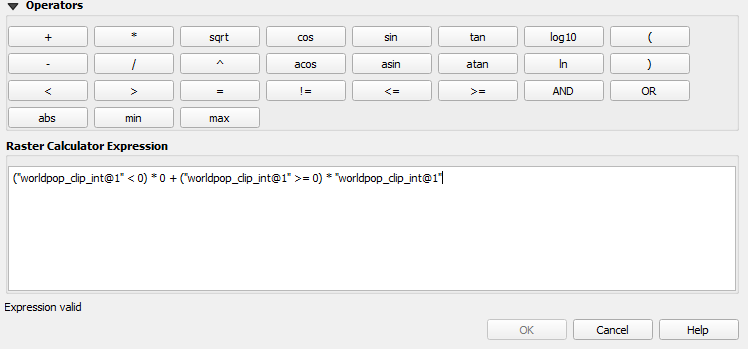 Operators
+ * sqrt cos sin tan log10 (
- / ^ acos asin atan ln )
< > = != <= >= AND OR
abs min max
Raster Calculator Expression
("worldpop_clip_int@1" < 0) * 0 + ("worldpop_clip_int@1" >= 0) * "worldpop_clip_int@1"
Expression valid
OK Cancel Help